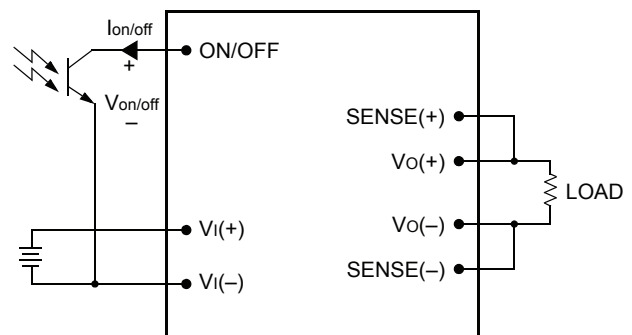 Ion/off
+
ON/OFF
Von/off
–
SENSE(+)
VO(+)
LOAD
VI(+)
VO(–)
SENSE(–)
VI(–)